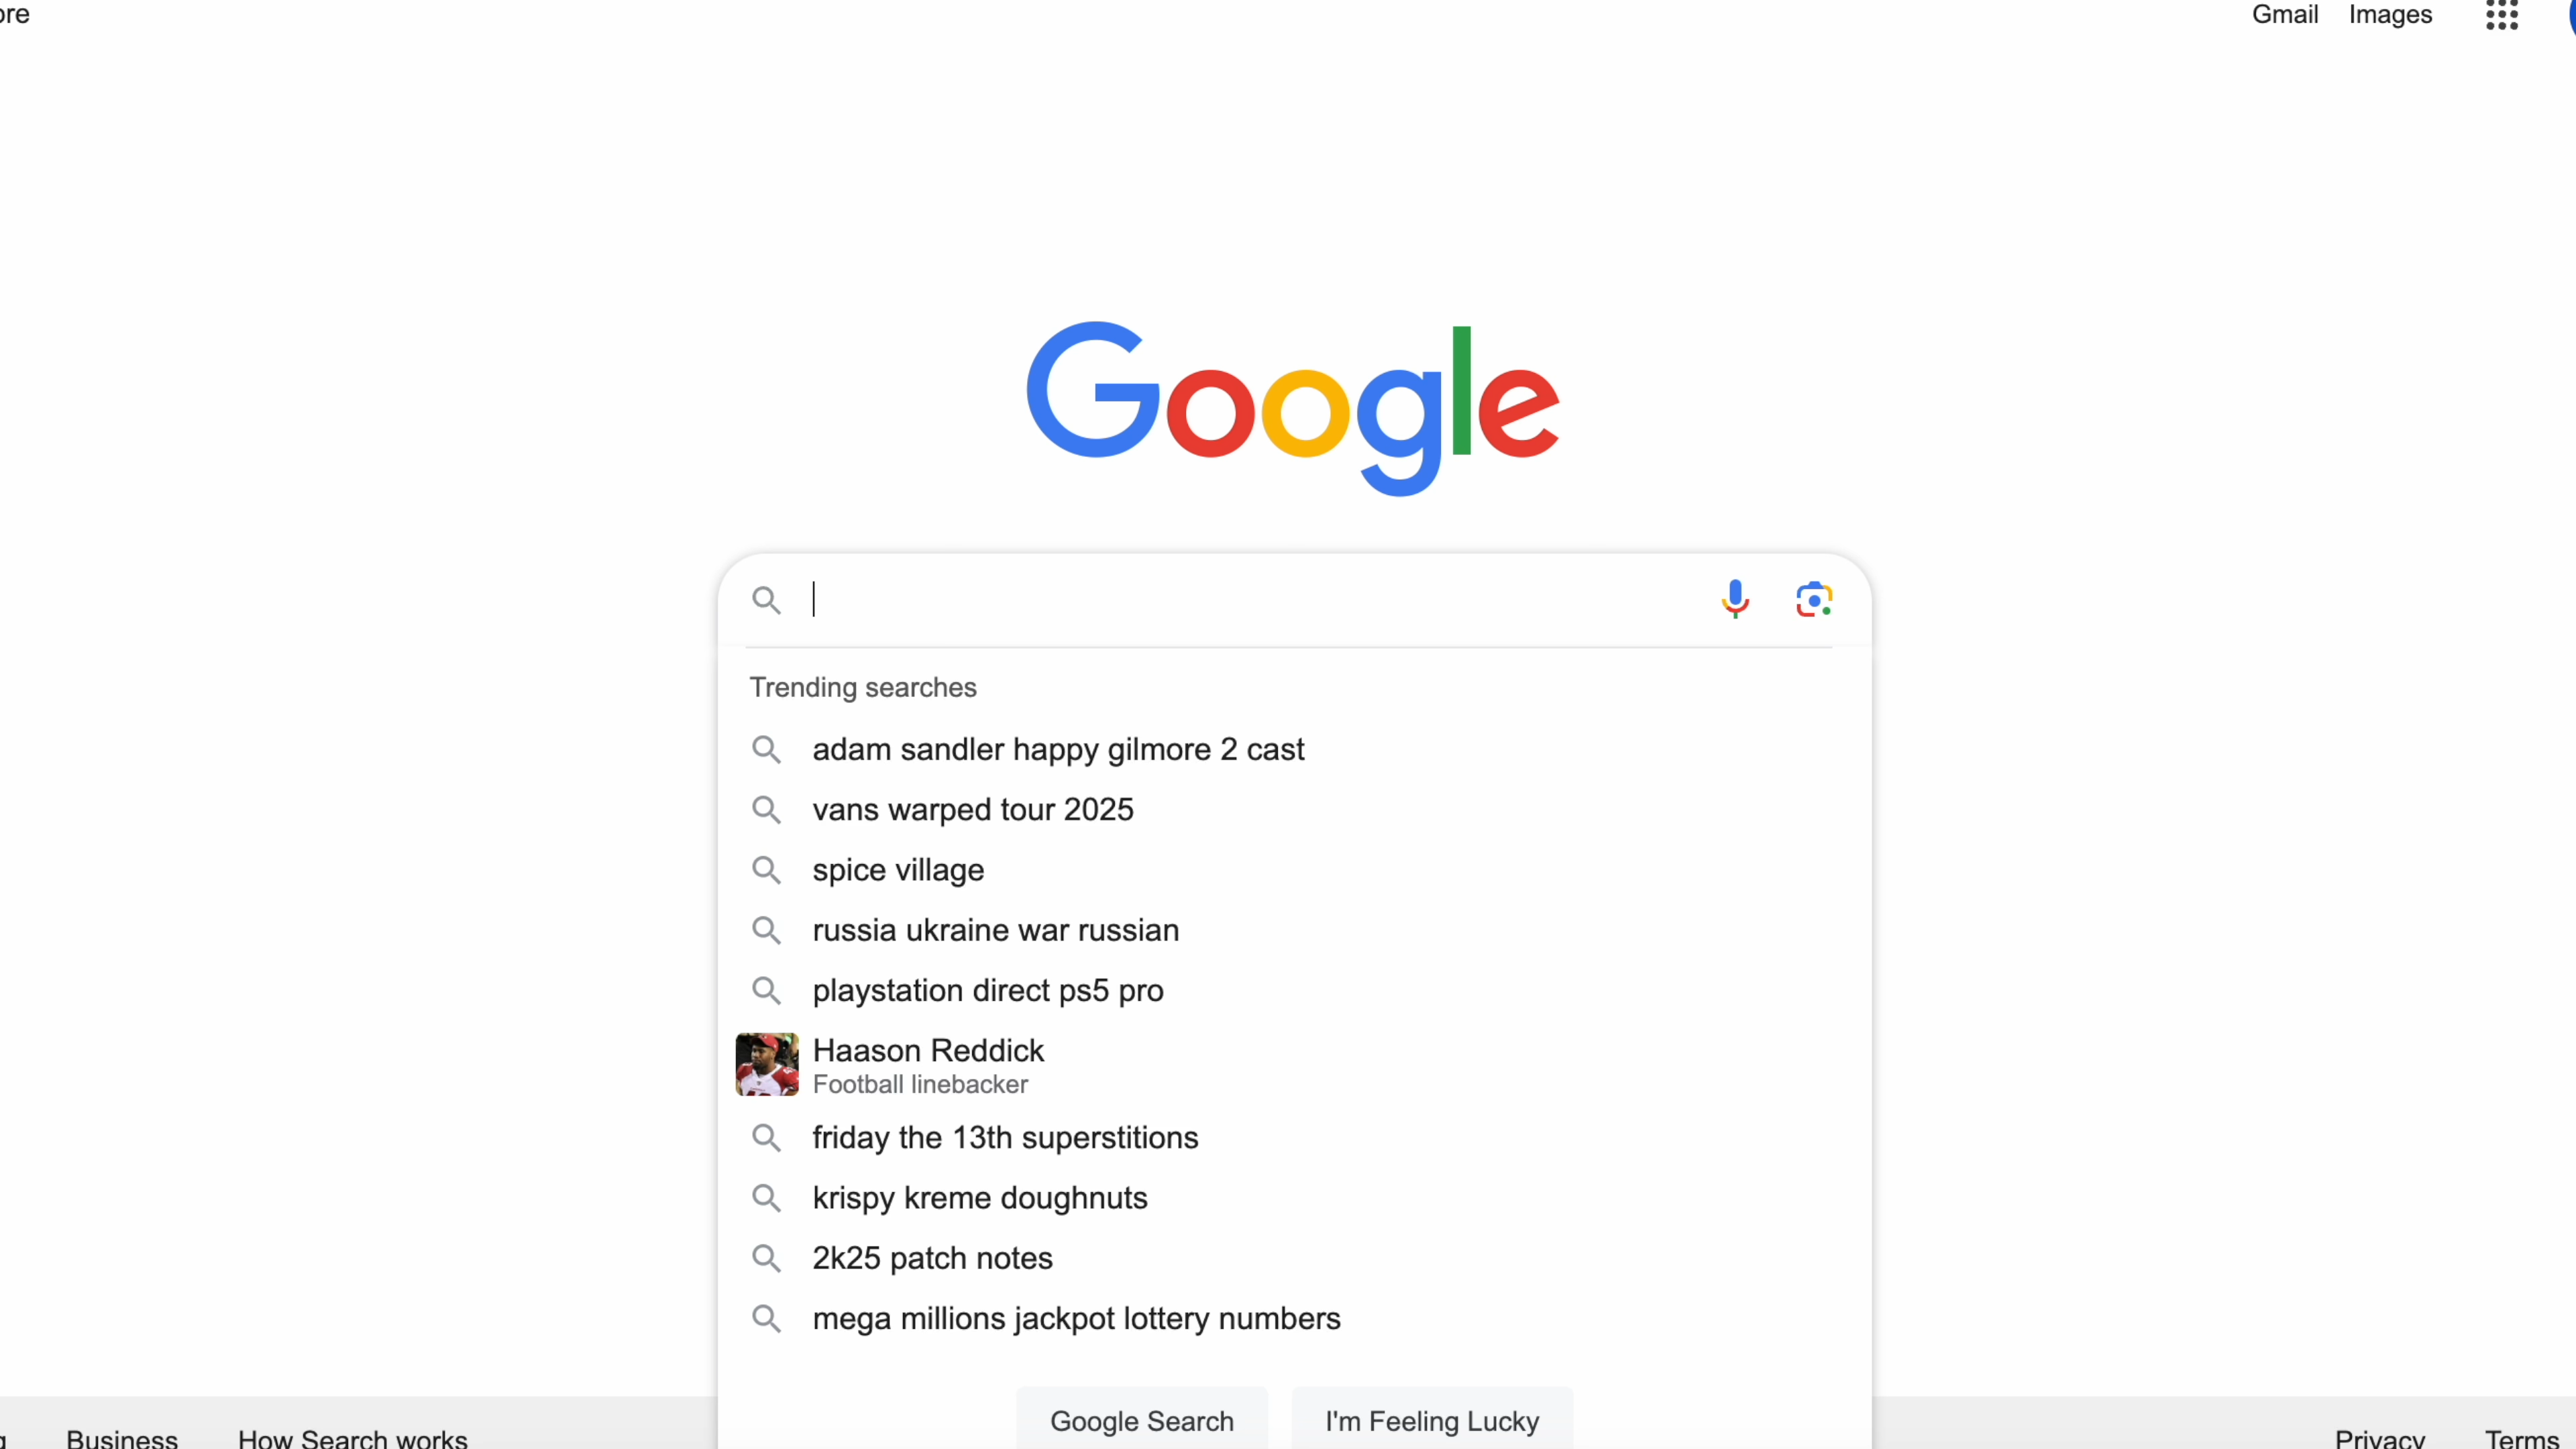 Gmail Images
Google
Trending searches
adam sandler happy gilmore 2 cast
vans warped tour 2025
spice village
russia ukraine war russian
playstation direct ps5 pro
Haason Reddick
Football linebacker
friday the 13th superstitions
krispy kreme doughnuts
2k25 patch notes
mega millions jackpot lottery numbers
Google Search I'm Feeling Lucky
Business How Search works Privacy Terms